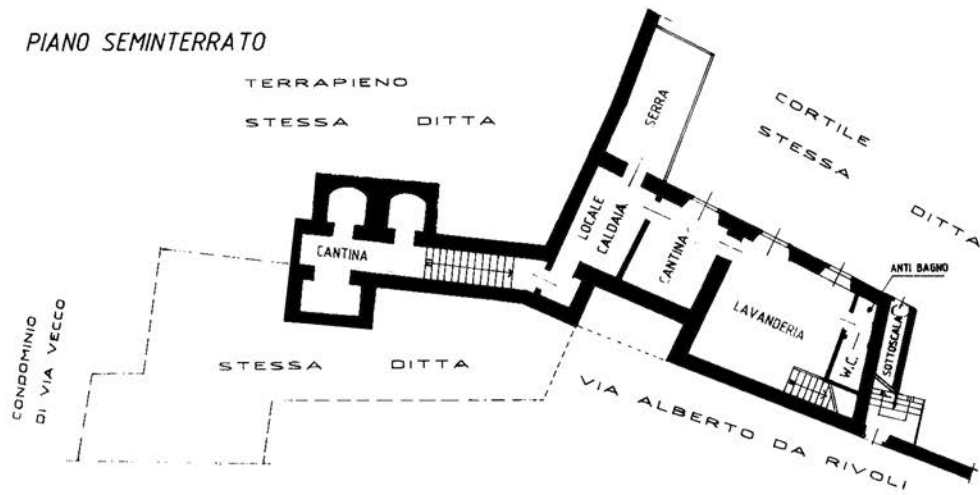 PIANO SEMINTERRATO
TERRAPIENO
STESSA DITTA
SERRA
CORTILE
STESSA
DITTA
LOCALE
CALDAIA
CANTINA
CANTINA
ANTI BAGNO
LAVANDERIA
W.C.
SOTTOSCALA
CONDOMINIO
DI VIA VECCO
STESSA DITTA
VIA ALBERTO DA RIVOLI